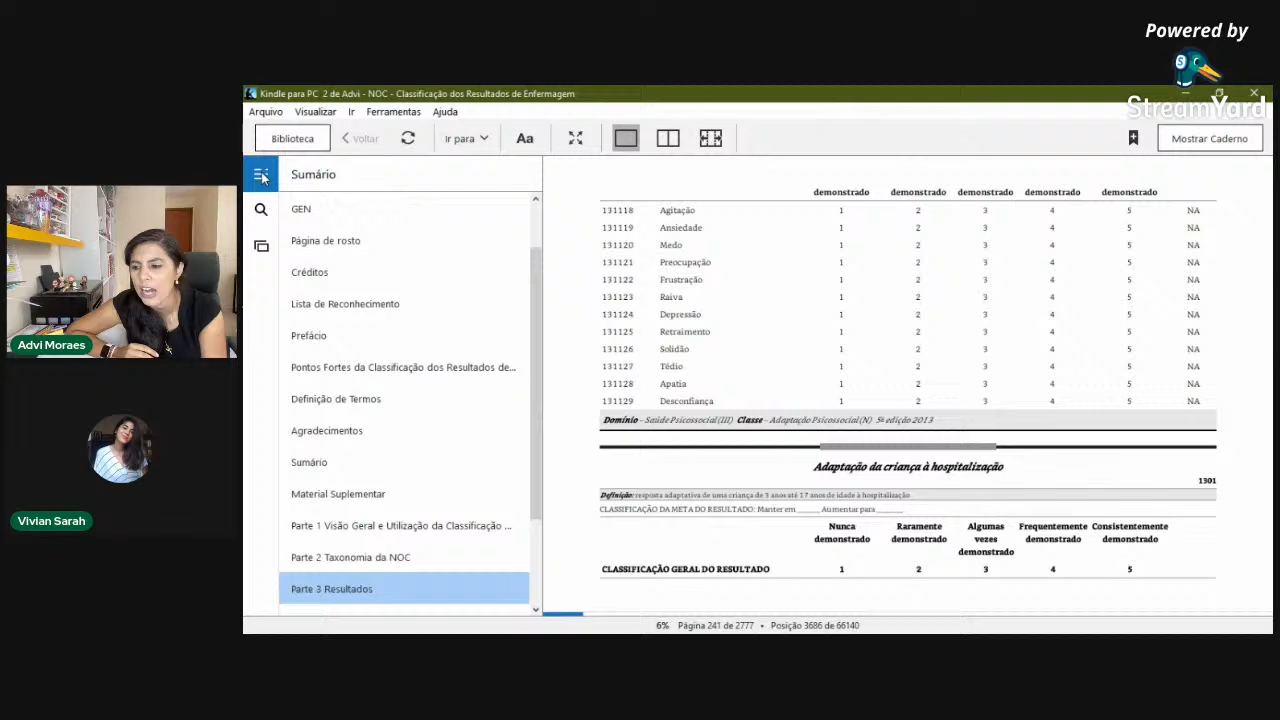 Powered by
StreamYard
Kindle para PC 2 de Advi - NOC - Classificação dos Resultados de Enfermagem
Arquivo Visualizar Ir Ferramentas Ajuda
Biblioteca Voltar Ir para Aa Mostrar Caderno
Sumário
GEN
Página de rosto
Créditos
Lista de Reconhecimento
Prefácio
Pontos Fortes da Classificação dos Resultados de...
Definição de Termos
Agradecimentos
Sumário
Material Suplementar
Parte 1 Visão Geral e Utilização da Classificação ...
Parte 2 Taxonomia da NOC
Parte 3 Resultados
demonstrado demonstrado demonstrado demonstrado demonstrado
131118 Agitação 1 2 3 4 5 NA
131119 Ansiedade 1 2 3 4 5 NA
131120 Medo 1 2 3 4 5 NA
131121 Preocupação 1 2 3 4 5 NA
131122 Frustração 1 2 3 4 5 NA
131123 Raiva 1 2 3 4 5 NA
131124 Depressão 1 2 3 4 5 NA
131125 Retraimento 1 2 3 4 5 NA
131126 Solidão 1 2 3 4 5 NA
131127 Tédio 1 2 3 4 5 NA
131128 Apatia 1 2 3 4 5 NA
131129 Desconfiança 1 2 3 4 5 NA
Domínio – Saúde Psicossocial (III) Classe – Adaptação Psicossocial (N) 5ª edição 2013
Adaptação da criança à hospitalização
1301
Definição: resposta adaptativa de uma criança de 3 anos até 17 anos de idade à hospitalização
CLASSIFICAÇÃO DA META DO RESULTADO: Manter em _____ Aumentar para ______
Nunca Raramente Algumas Frequentemente Consistentemente
demonstrado demonstrado vezes demonstrado demonstrado
demonstrado
CLASSIFICAÇÃO GERAL DO RESULTADO 1 2 3 4 5
6% Página 241 de 2777 • Posição 3686 de 66140
Advi Moraes
Vivian Sarah